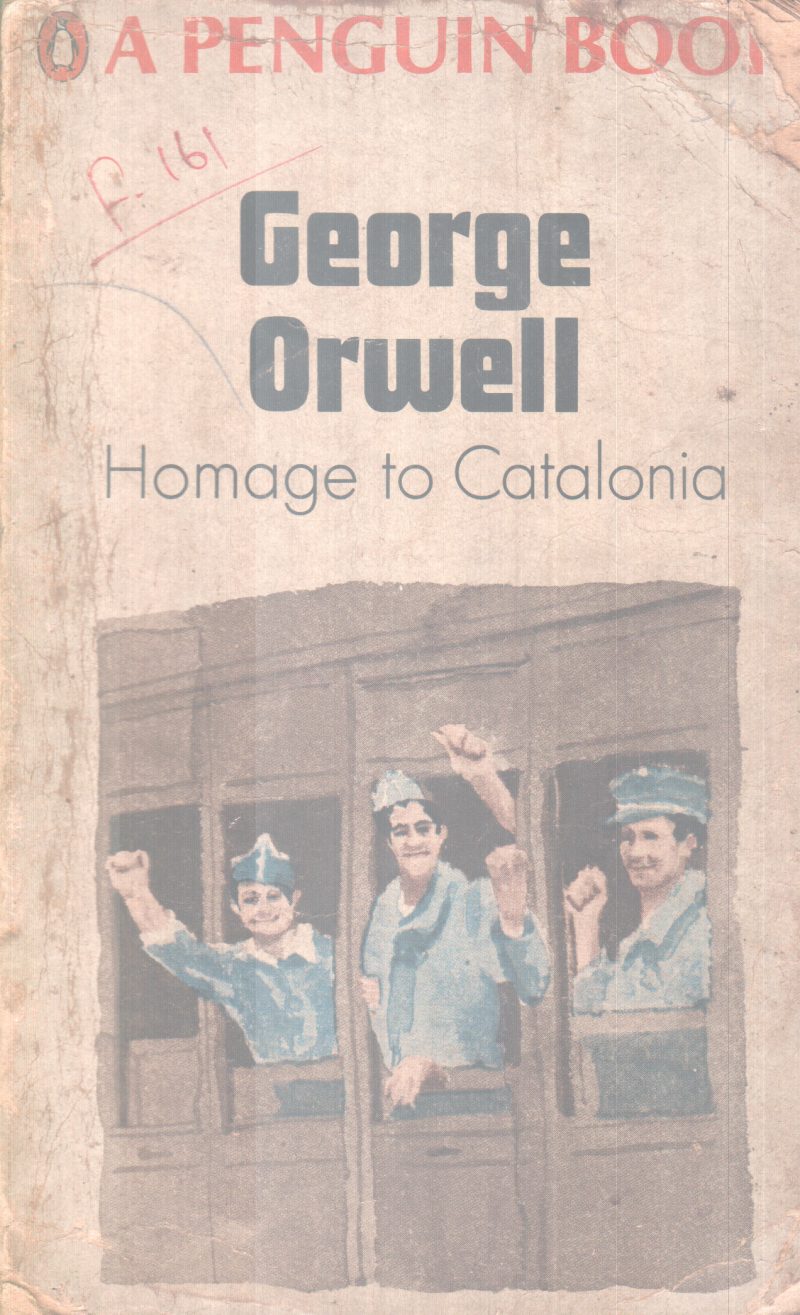 A PENGUIN BOO
F. 161
George
Orwell
Homage to Catalonia